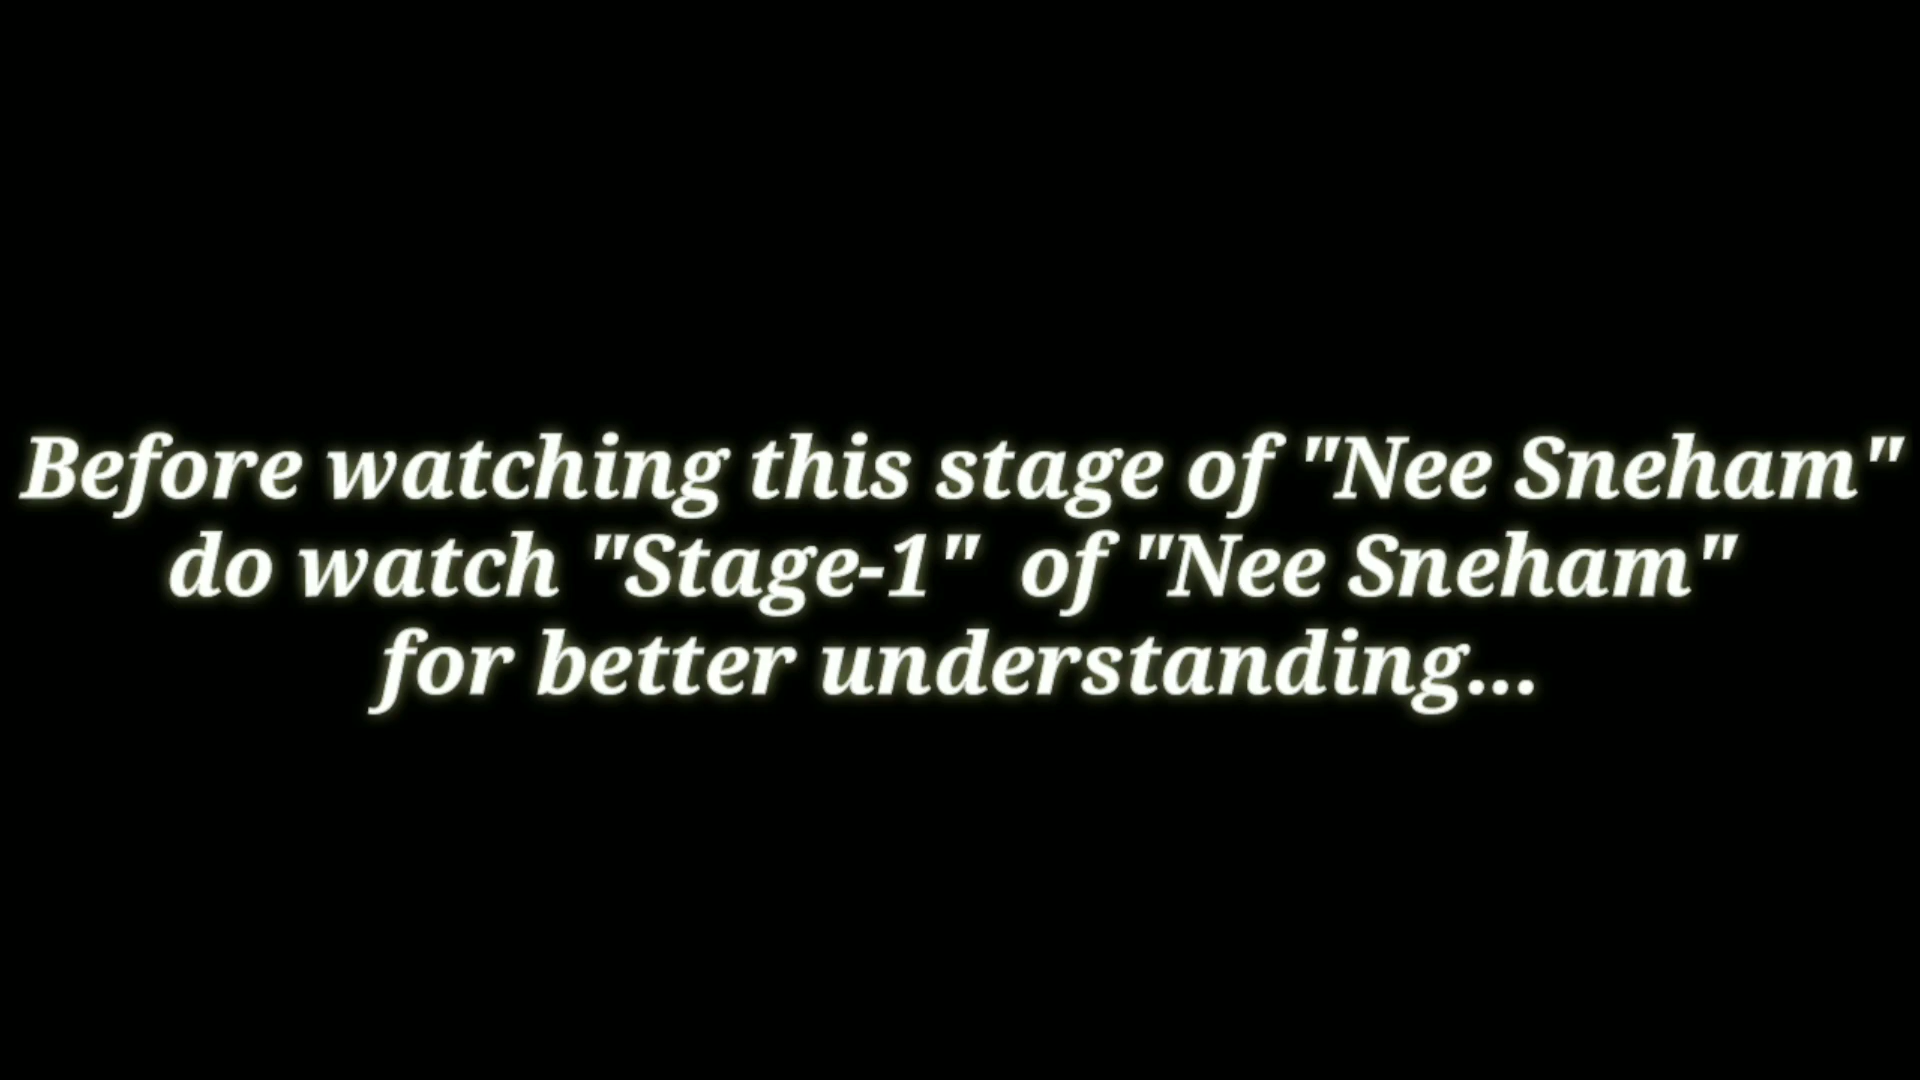 Before watching this stage of "Nee Sneham"
do watch "Stage-1" of "Nee Sneham"
for better understanding...